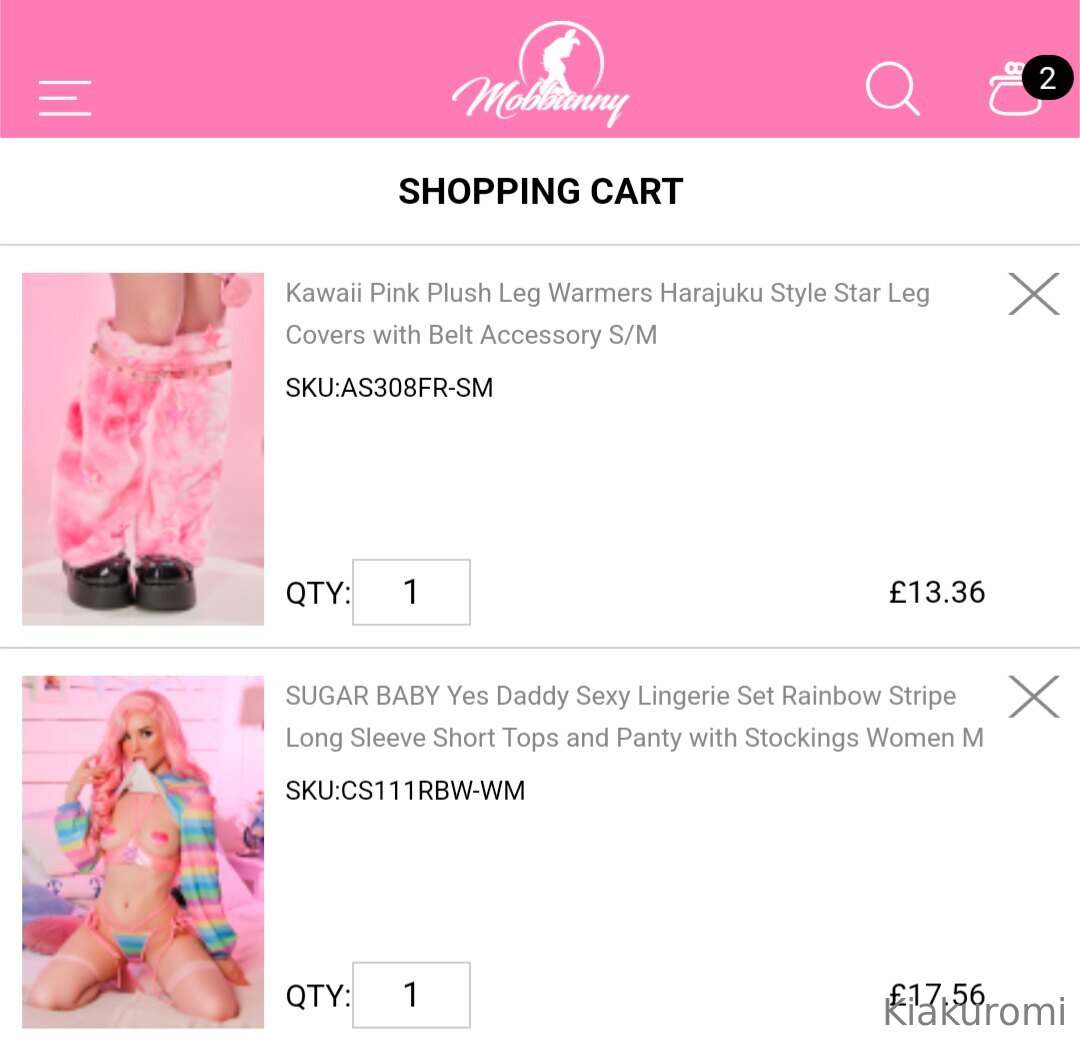 Mobbunny
2
SHOPPING CART
Kawaii Pink Plush Leg Warmers Harajuku Style Star Leg
Covers with Belt Accessory S/M
SKU:AS308FR-SM
QTY: 1 £13.36
SUGAR BABY Yes Daddy Sexy Lingerie Set Rainbow Stripe
Long Sleeve Short Tops and Panty with Stockings Women M
SKU:CS111RBW-WM
QTY: 1 £17.56
Kiakuromi